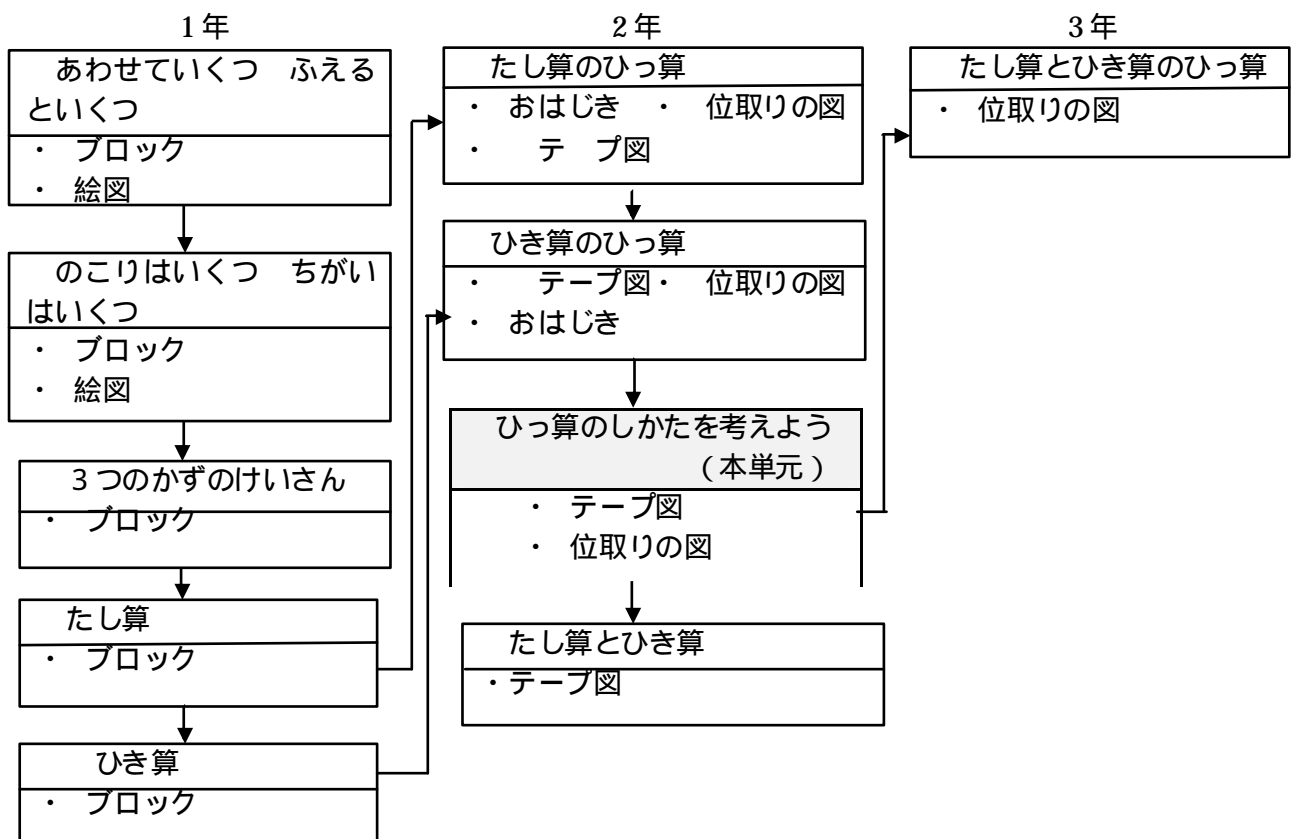 1年
あわせていくつ　ふえる
といくつ
・　ブロック
・　絵図
のこりはいくつ　ちがい
はいくつ
・　ブロック
・　絵図
3つのかずのけいさん
・　ブロック
たし算
・　ブロック
ひき算
・　ブロック
2年
たし算のひっ算
・　おはじき　・　位取りの図
・　テ　プ図
ひき算のひっ算
・　テープ図・　位取りの図
・　おはじき
ひっ算のしかたを考えよう
(本単元)
・　テープ図
・　位取りの図
たし算とひき算
・テープ図
3年
たし算とひき算のひっ算
・　位取りの図